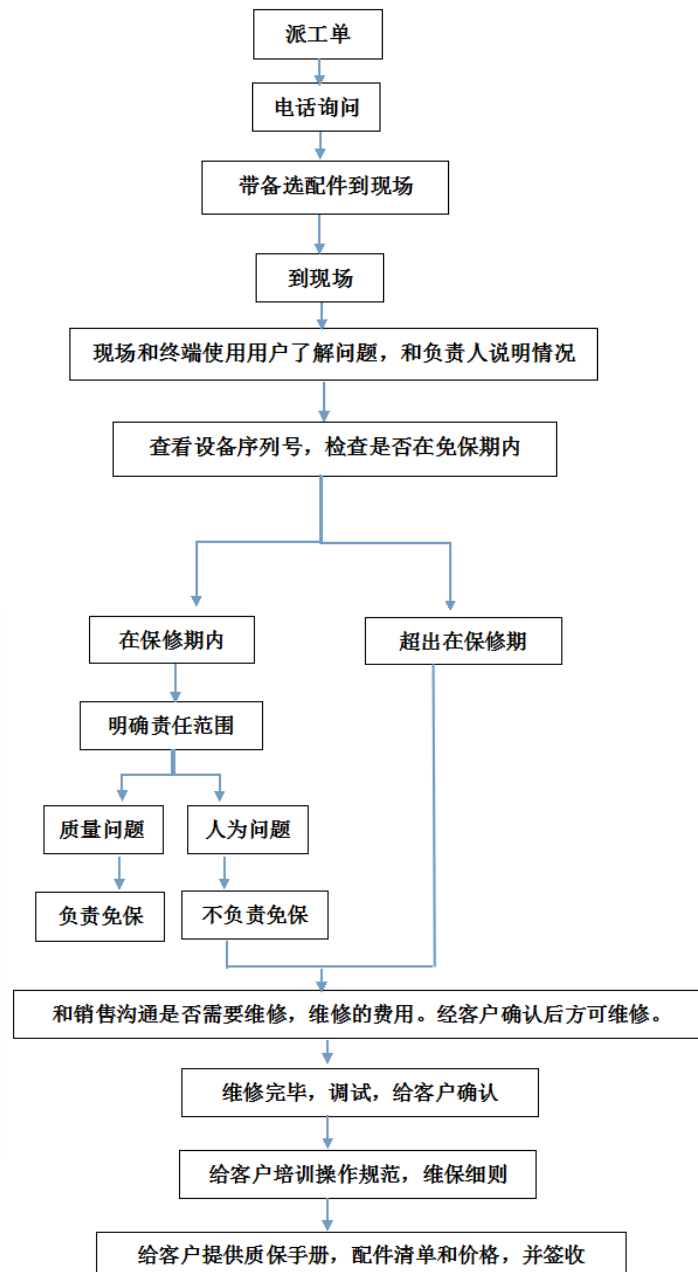 派工单
电话询问
带备选配件到现场
到现场
现场和终端使用用户了解问题，和负责人说明情况
查看设备序列号，检查是否在免保期内
在保修期内
超出在保修期
明确责任范围
质量问题
人为问题
负责免保
不负责免保
和销售沟通是否需要维修，维修的费用。经客户确认后方可维修。
维修完毕，调试，给客户确认
给客户培训操作规范，维保细则
给客户提供质保手册，配件清单和价格，并签收